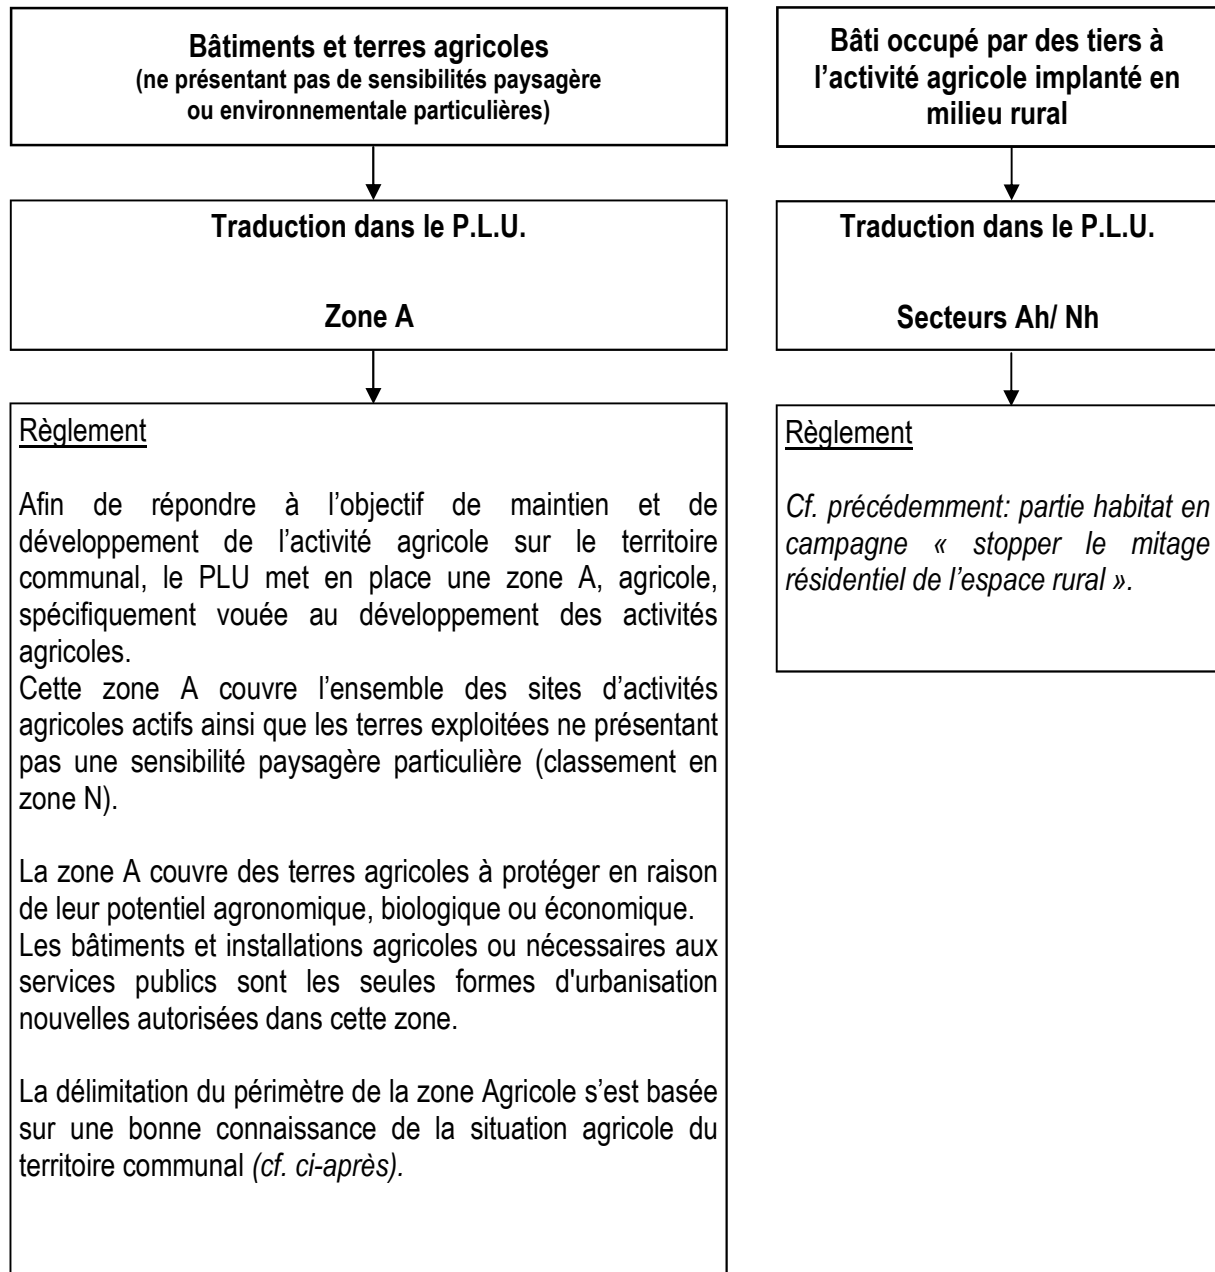 Bâtiments et terres agricoles
(ne présentant pas de sensibilités paysagère
ou environnementale particulières)
Traduction dans le P.L.U.
Zone A
Règlement
Afin de répondre à l’objectif de maintien et de
développement de l’activité agricole sur le territoire
communal, le PLU met en place une zone A, agricole,
spécifiquement vouée au développement des activités
agricoles.
Cette zone A couvre l’ensemble des sites d’activités
agricoles actifs ainsi que les terres exploitées ne présentant
pas une sensibilité paysagère particulière (classement en
zone N).
La zone A couvre des terres agricoles à protéger en raison
de leur potentiel agronomique, biologique ou économique.
Les bâtiments et installations agricoles ou nécessaires aux
services publics sont les seules formes d'urbanisation
nouvelles autorisées dans cette zone.
La délimitation du périmètre de la zone Agricole s’est basée
sur une bonne connaissance de la situation agricole du
territoire communal (cf. ci-après).
Bâti occupé par des tiers à
l’activité agricole implanté en
milieu rural
Traduction dans le P.L.U.
Secteurs Ah/ Nh
Règlement
Cf. précédemment: partie habitat en
campagne « stopper le mitage
résidentiel de l’espace rural ».